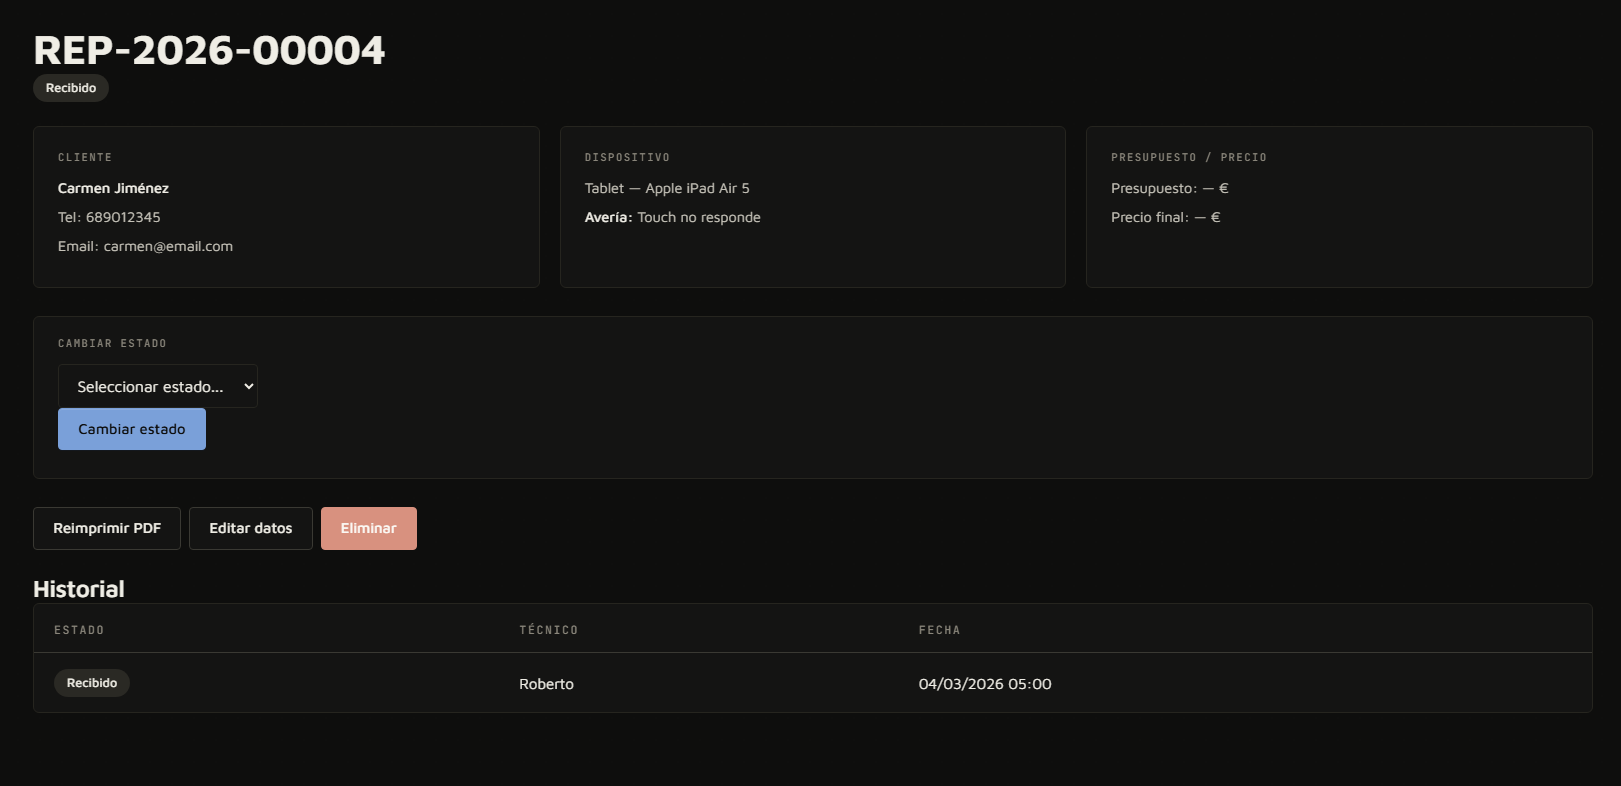 REP-2026-00004
Recibido
CLIENTE
Carmen Jiménez
Tel: 689012345
Email: carmen@email.com
DISPOSITIVO
Tablet — Apple iPad Air 5
Avería: Touch no responde
PRESUPUESTO / PRECIO
Presupuesto: — €
Precio final: — €
CAMBIAR ESTADO
Seleccionar estado...
Cambiar estado
Reimprimir PDF Editar datos Eliminar
Historial
ESTADO TÉCNICO FECHA
Recibido Roberto 04/03/2026 05:00